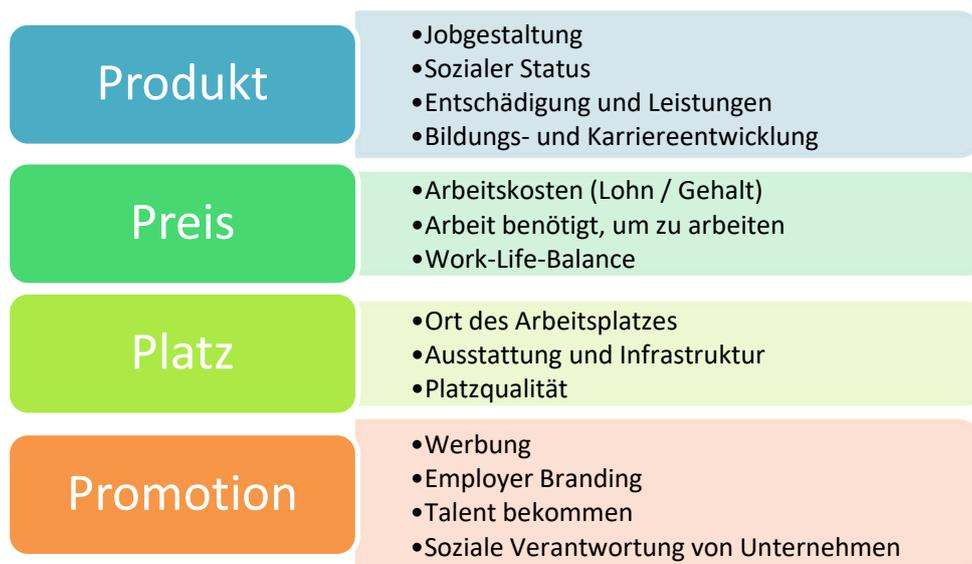 Produkt
•Jobgestaltung
•Sozialer Status
•Entschädigung und Leistungen
•Bildungs- und Karriereentwicklung
Preis
•Arbeitskosten (Lohn / Gehalt)
•Arbeit benötigt, um zu arbeiten
•Work-Life-Balance
Platz
•Ort des Arbeitsplatzes
•Ausstattung und Infrastruktur
•Platzqualität
Promotion
•Werbung
•Employer Branding
•Talent bekommen
•Soziale Verantwortung von Unternehmen